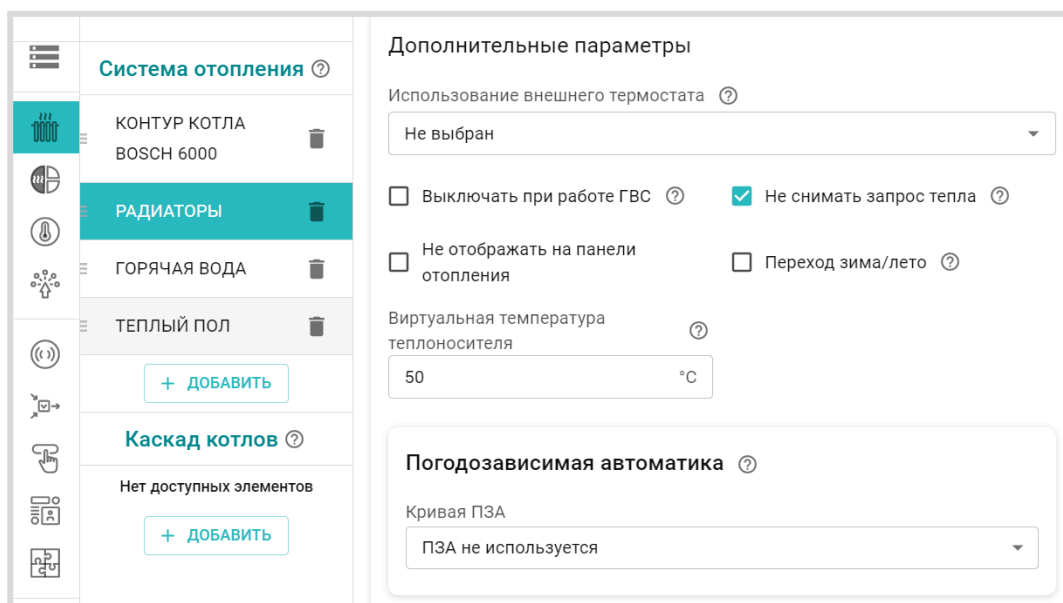 Система отопления
КОНТУР КОТЛА
BOSCH 6000
РАДИАТОРЫ
ГОРЯЧАЯ ВОДА
ТЕПЛЫЙ ПОЛ
+ ДОБАВИТЬ
Каскад котлов
Нет доступных элементов
+ ДОБАВИТЬ
Дополнительные параметры
Использование внешнего термостата
Не выбран
Выключать при работе ГВС
Не снимать запрос тепла
Не отображать на панели
отопления
Переход зима/лето
Виртуальная температура
теплоносителя
50 °C
Погодозависимая автоматика
Кривая ПЗА
ПЗА не используется